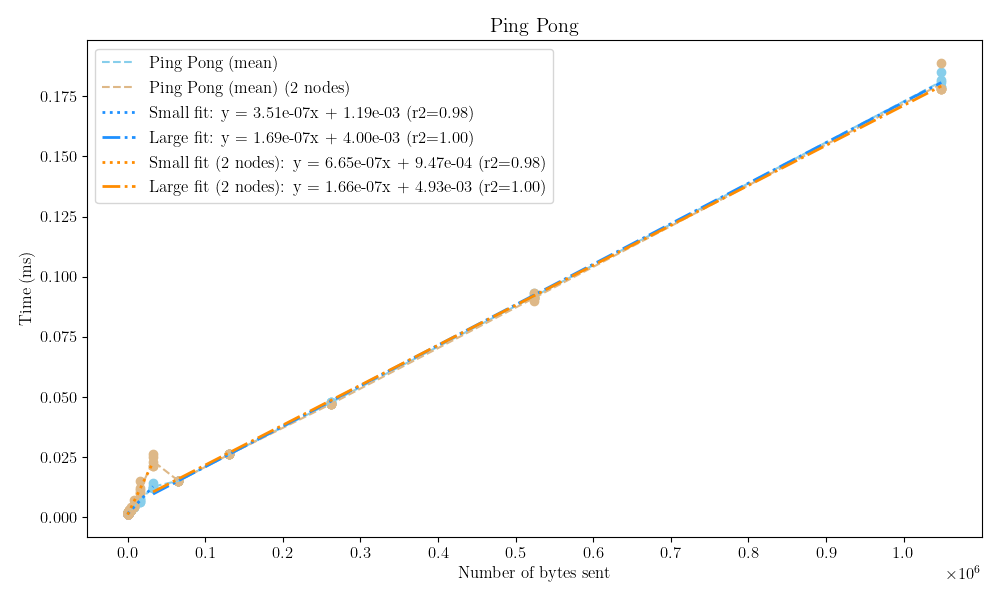 Ping Pong
Ping Pong (mean)
Ping Pong (mean) (2 nodes)
Small fit: y = 3.51e-07x + 1.19e-03 (r2=0.98)
Large fit: y = 1.69e-07x + 4.00e-03 (r2=1.00)
Small fit (2 nodes): y = 6.65e-07x + 9.47e-04 (r2=0.98)
Large fit (2 nodes): y = 1.66e-07x + 4.93e-03 (r2=1.00)
Time (ms)
0.175
0.150
0.125
0.100
0.075
0.050
0.025
0.000
0.0 0.1 0.2 0.3 0.4 0.5 0.6 0.7 0.8 0.9 1.0
Number of bytes sent
×10⁶